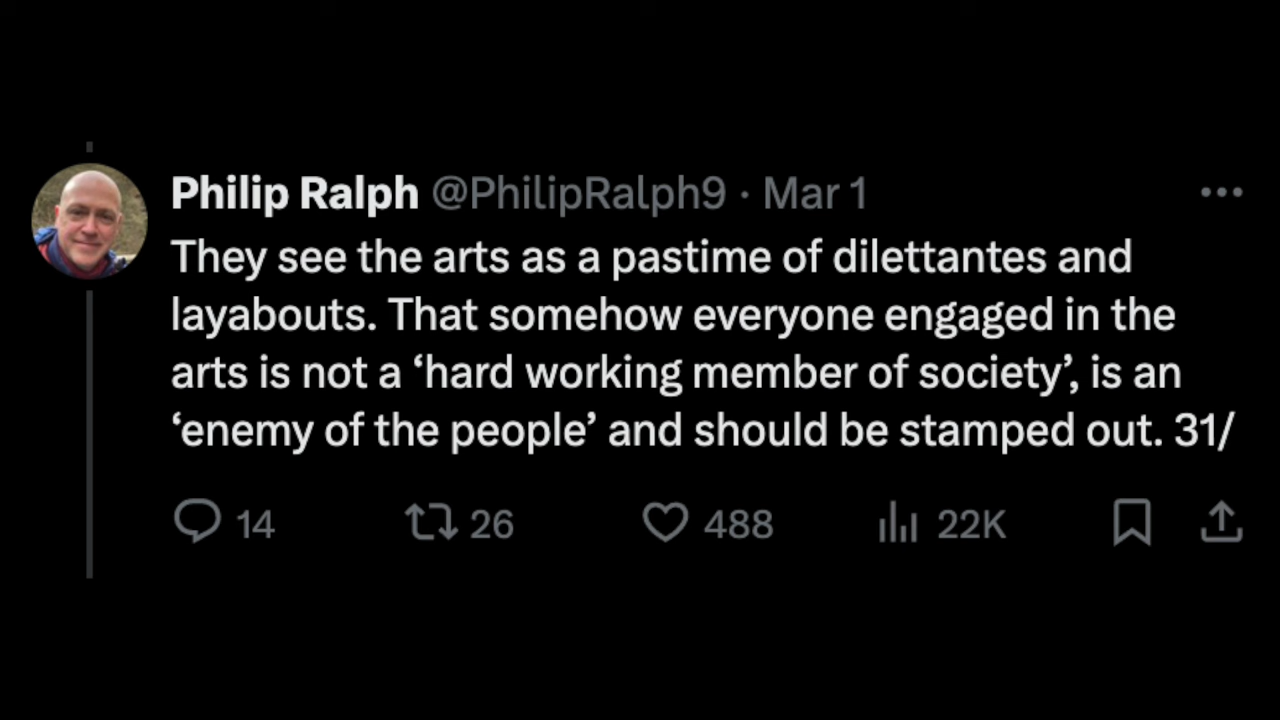 Philip Ralph @PhilipRalph9 · Mar 1
They see the arts as a pastime of dilettantes and
layabouts. That somehow everyone engaged in the
arts is not a ‘hard working member of society’, is an
‘enemy of the people’ and should be stamped out. 31/
14 26 488 22K